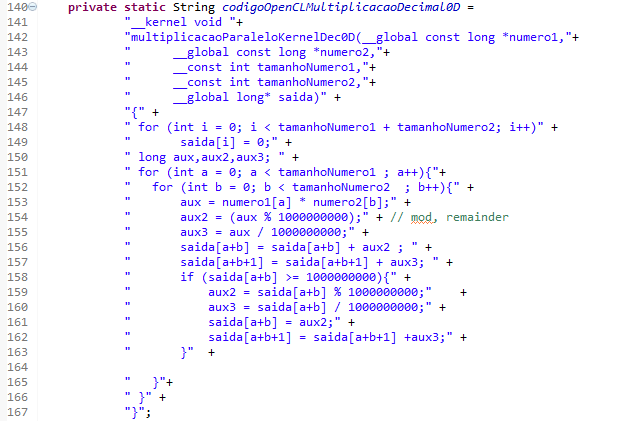 140 private static String codigoOpenCLMultiplicacaoDecimal0D =
141 "__kernel void "+
142 "multiplicacaoParaleloKernelDec0D(__global const long *numero1,"+
143 "      __global const long *numero2,"+
144 "      __const int tamanhoNumero1,"+
145 "      __const int tamanhoNumero2,"+
146 "      __global long* saida)" +
147 "{" +
148 " for (int i = 0; i < tamanhoNumero1 + tamanhoNumero2; i++)" +
149 "       saida[i] = 0;" +
150 " long aux,aux2,aux3; " +
151 " for (int a = 0; a < tamanhoNumero1 ; a++){"+
152 "   for (int b = 0; b < tamanhoNumero2  ; b++){" +
153 "       aux = numero1[a] * numero2[b];" +
154 "       aux2 = (aux % 1000000000);" + // mod, remainder
155 "       aux3 = aux / 1000000000;" +
156 "       saida[a+b] = saida[a+b] + aux2 ; " +
157 "       saida[a+b+1] = saida[a+b+1] + aux3; " +
158 "       if (saida[a+b] >= 1000000000){" +
159 "           aux2 = saida[a+b] % 1000000000;"    +
160 "           aux3 = saida[a+b] / 1000000000;" +
161 "           saida[a+b] = aux2;" +
162 "           saida[a+b+1] = saida[a+b+1] +aux3;" +
163 "       }"  +
164
165 "   }"+
166 " }" +
167 "}";